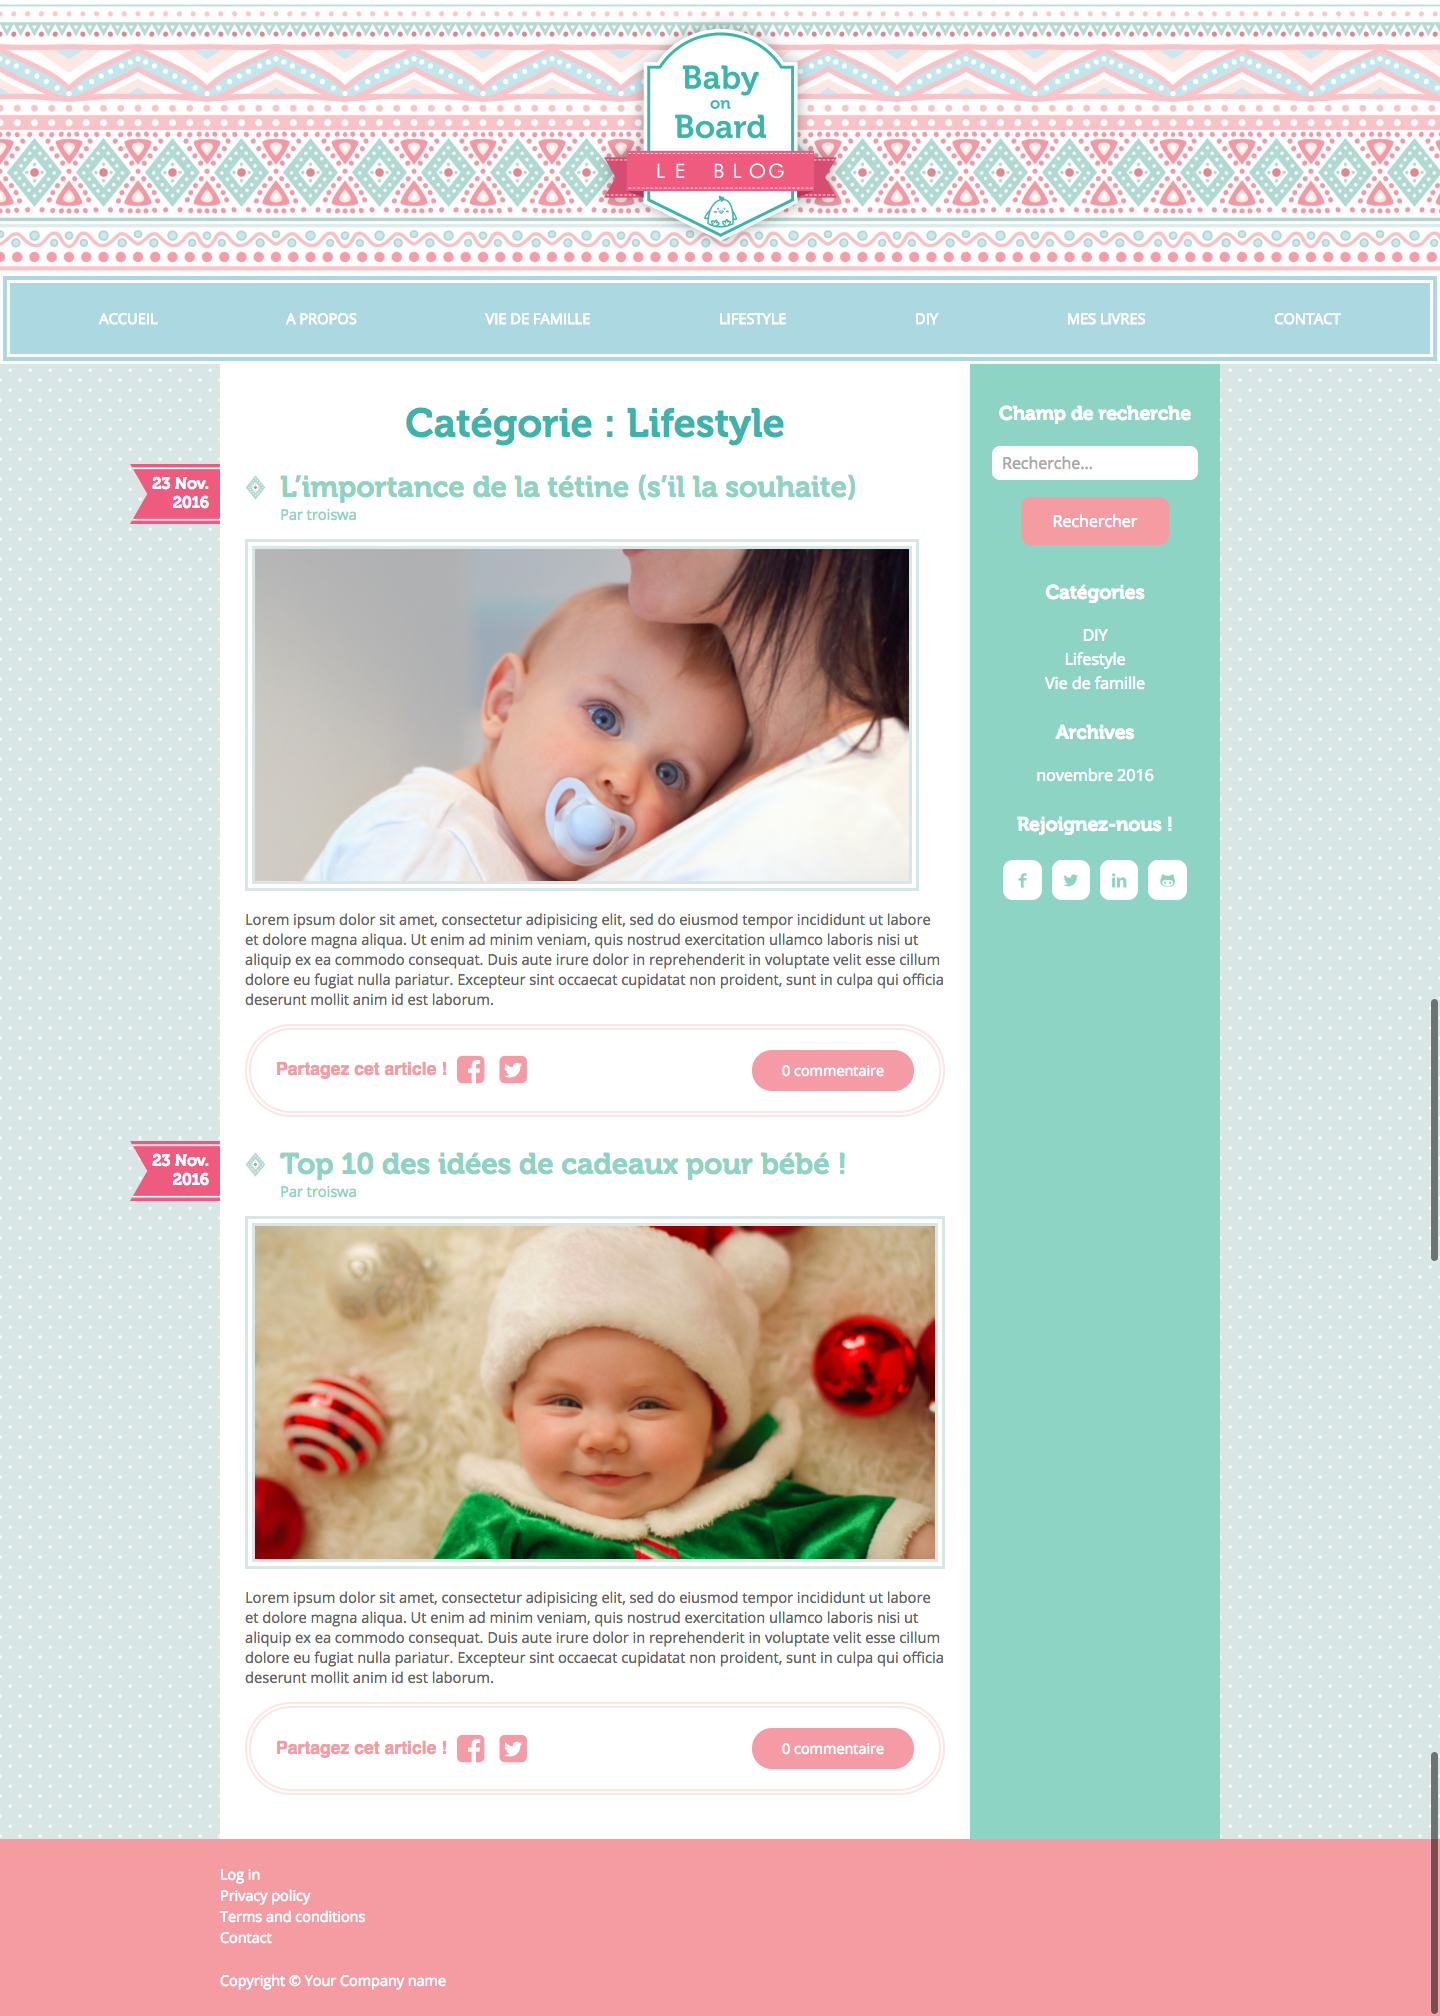 Baby
on
Board
LE BLOG
ACCUEIL
A PROPOS
VIE DE FAMILLE
LIFESTYLE
DIY
MES LIVRES
CONTACT
Catégorie : Lifestyle
23 Nov.
2016
L’importance de la tétine (s’il la souhaite)
Par troiswa
Lorem ipsum dolor sit amet, consectetur adipisicing elit, sed do eiusmod tempor incididunt ut labore
et dolore magna aliqua. Ut enim ad minim veniam, quis nostrud exercitation ullamco laboris nisi ut
aliquip ex ea commodo consequat. Duis aute irure dolor in reprehenderit in voluptate velit esse cillum
dolore eu fugiat nulla pariatur. Excepteur sint occaecat cupidatat non proident, sunt in culpa qui officia
deserunt mollit anim id est laborum.
Partagez cet article !
0 commentaire
23 Nov.
2016
Top 10 des idées de cadeaux pour bébé !
Par troiswa
Lorem ipsum dolor sit amet, consectetur adipisicing elit, sed do eiusmod tempor incididunt ut labore
et dolore magna aliqua. Ut enim ad minim veniam, quis nostrud exercitation ullamco laboris nisi ut
aliquip ex ea commodo consequat. Duis aute irure dolor in reprehenderit in voluptate velit esse cillum
dolore eu fugiat nulla pariatur. Excepteur sint occaecat cupidatat non proident, sunt in culpa qui officia
deserunt mollit anim id est laborum.
Partagez cet article !
0 commentaire
Champ de recherche
Recherche...
Rechercher
Catégories
DIY
Lifestyle
Vie de famille
Archives
novembre 2016
Rejoignez-nous !
Log in
Privacy policy
Terms and conditions
Contact
Copyright © Your Company name